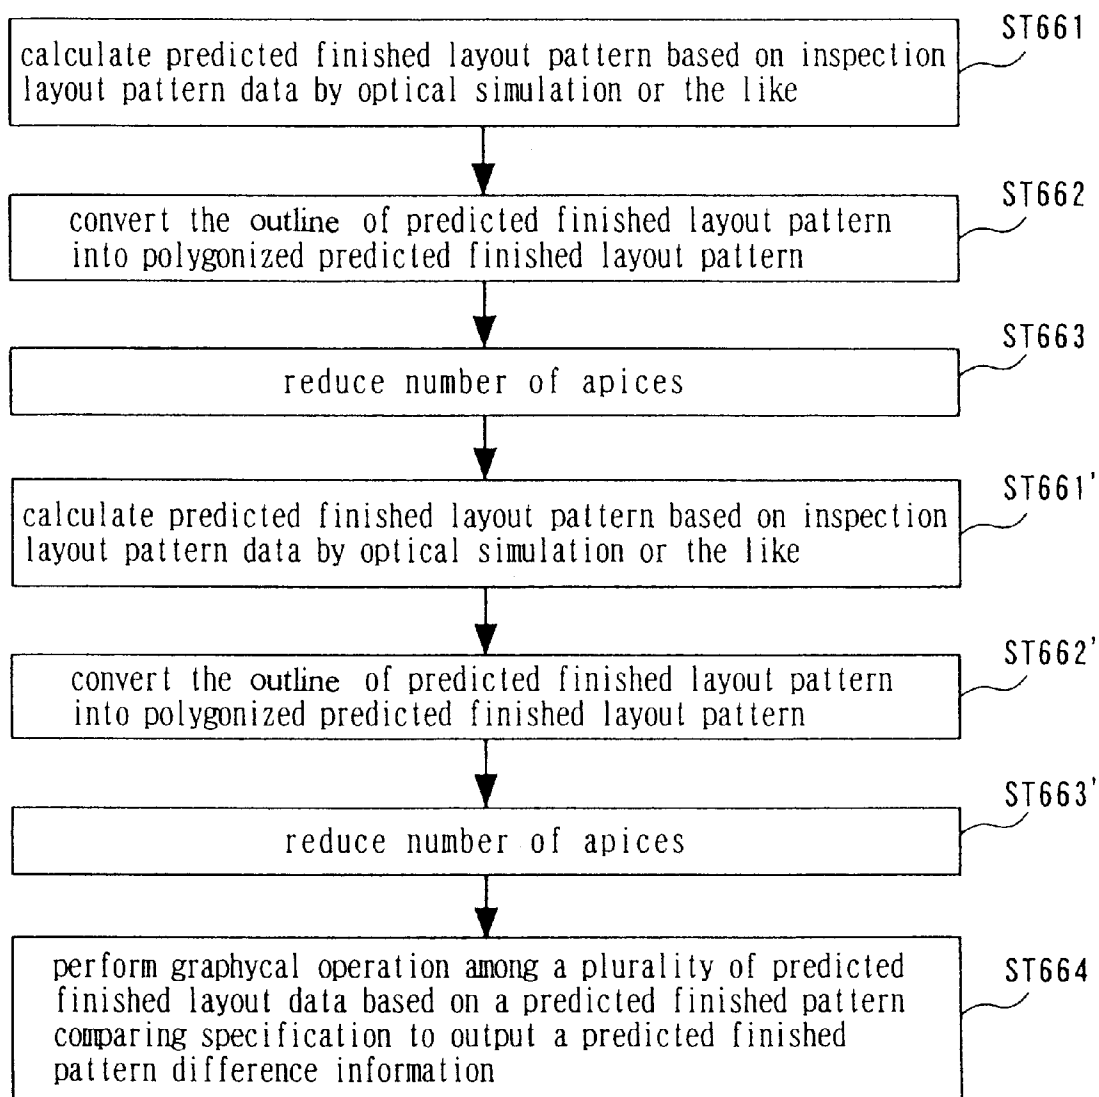 ST661
calculate predicted finished layout pattern based on inspection
layout pattern data by optical simulation or the like
ST662
convert the outline of predicted finished layout pattern
into polygonized predicted finished layout pattern
ST663
reduce number of apices
ST661'
calculate predicted finished layout pattern based on inspection
layout pattern data by optical simulation or the like
ST662'
convert the outline of predicted finished layout pattern
into polygonized predicted finished layout pattern
ST663'
reduce number of apices
ST664
perform graphycal operation among a plurality of predicted
finished layout data based on a predicted finished pattern
comparing specification to output a predicted finished
pattern difference information